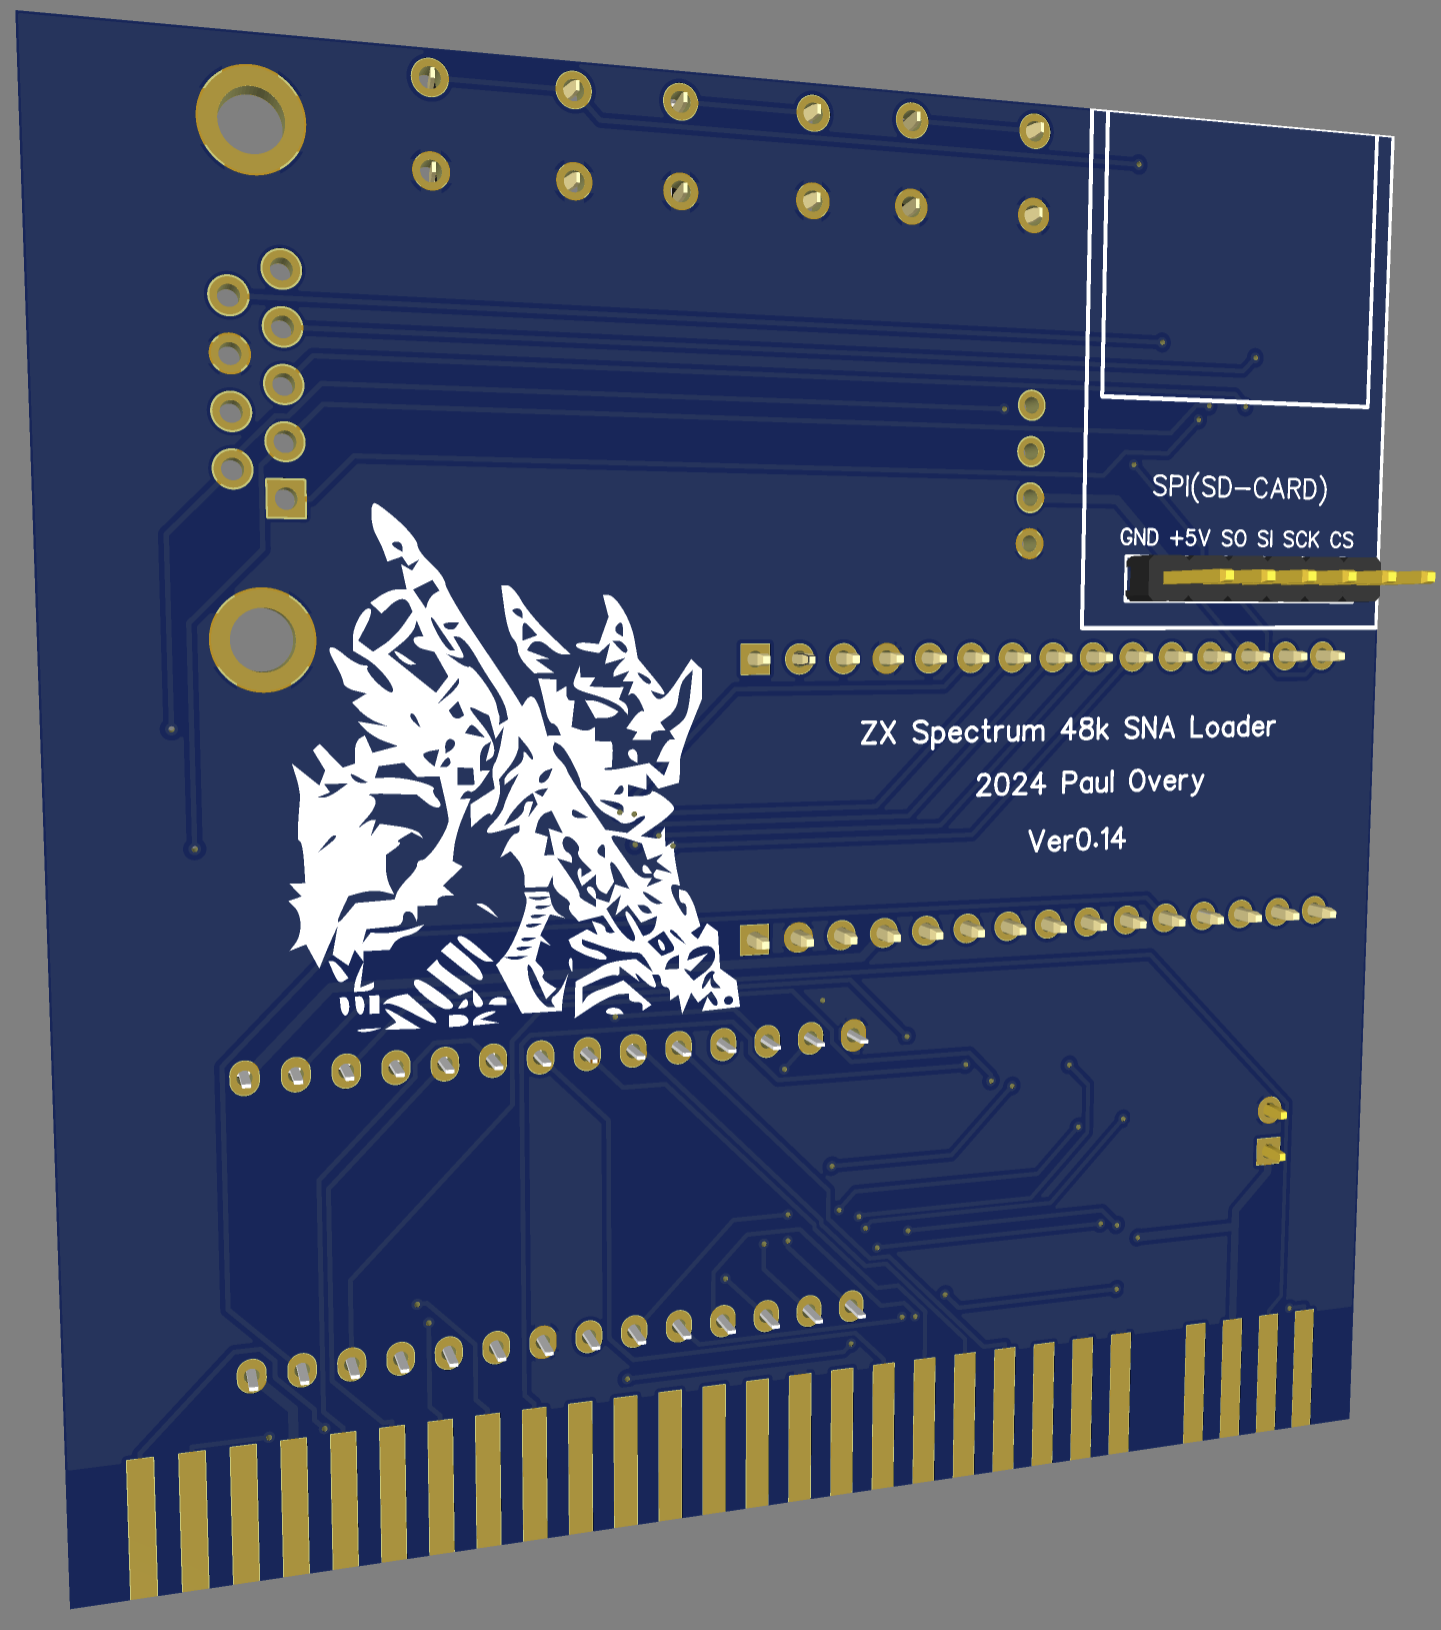 SPI(SD-CARD)
GND +5V SO SI SCK CS
ZX Spectrum 48k SNA Loader
2024 Paul Overy
Ver0.14